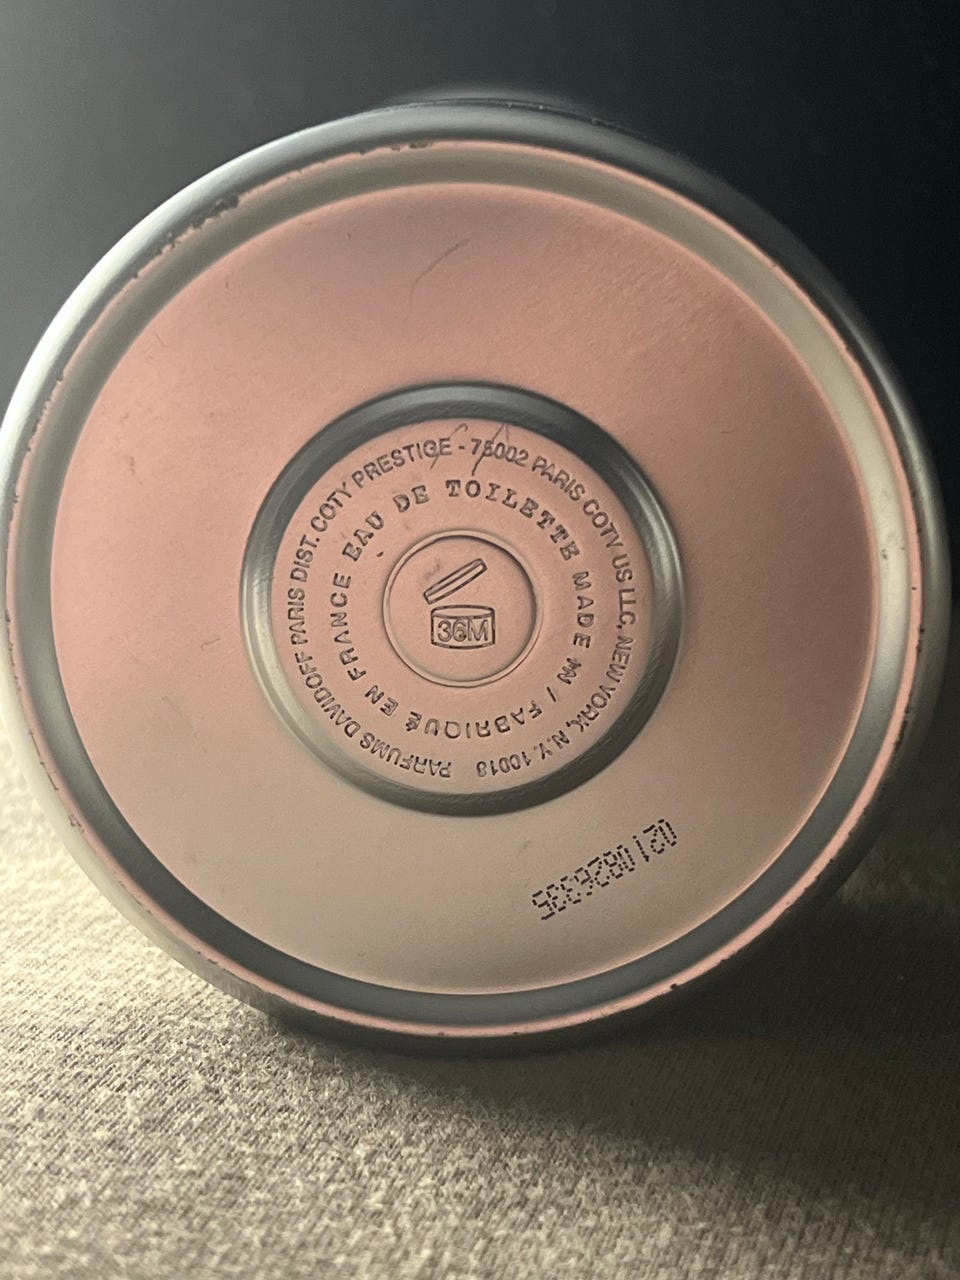 PARFUMS DAVIDOFF PARIS DIST. COTY PRESTIGE - 75002 PARIS COTY US LLC, NEW YORK, N.Y. 10018
EAU DE TOILETTE MADE IN / FABRIQUÉ EN FRANCE
36M
0210826335